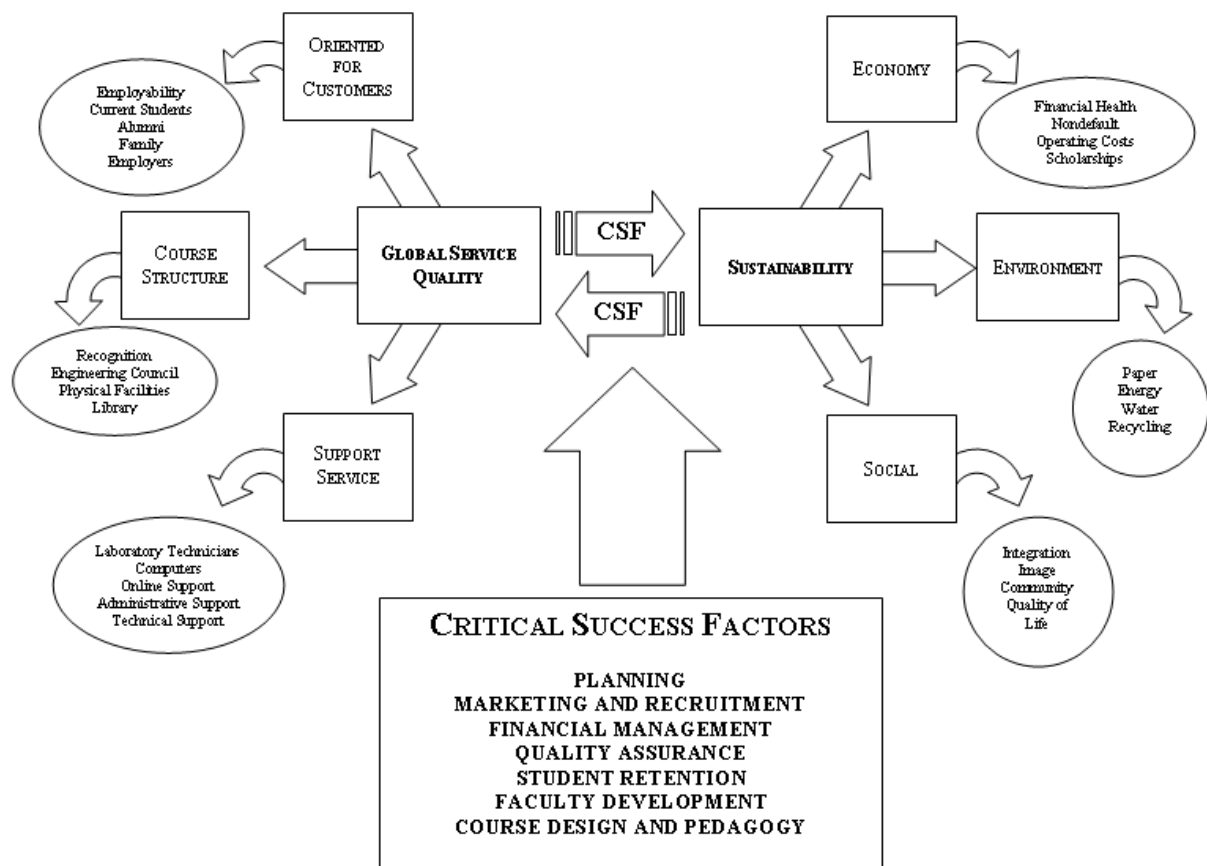 ORIENTED FOR CUSTOMERS
Employability
Current Students
Alumni
Family
Employers
COURSE
STRUCTURE
Recognition
Engineering Council
Physical Facilities
Library
SUPPORT
SERVICE
Laboratory Technicians
Computers
Online Support
Administrative Support
Technical Support
GLOBAL SERVICE
QUALITY
CSF
CSF
SUSTAINABILITY
ECONOMY
Financial Health
Nondefault
Operating Costs
Scholarships
ENVIRONMENT
Paper
Energy
Water
Recycling
SOCIAL
Integration
Image
Community
Quality of
Life
CRITICAL SUCCESS FACTORS
PLANNING
MARKETING AND RECRUITMENT
FINANCIAL MANAGEMENT
QUALITY ASSURANCE
STUDENT RETENTION
FACULTY DEVELOPMENT
COURSE DESIGN AND PEDAGOGY